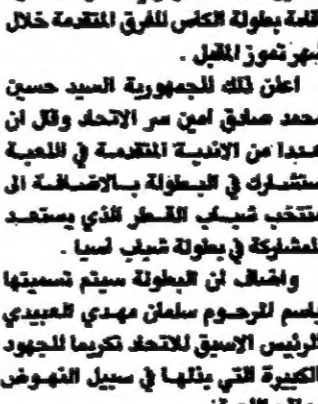 اقامة بطولة الكاس للفرق المتقدمة خلال
شهر تموز المقبل .
اعلن ذلك للجمهورية السيد حسين
محمد صادق امين سر الاتحاد وقال ان
عددا من الاندية المتقدمة في اللعبة
ستشارك في البطولة بالاضافة الى
منتخب شباب القطر الذي يستعد
للمشاركة في بطولة شباب اسيا .
واضاف ان البطولة سيتم تسميتها
باسم المرحوم سلمان مهدي العبيدي
الرئيس الاسبق للاتحاد تكريما للجهود
الكبيرة التي بذلها في سبيل النهوض